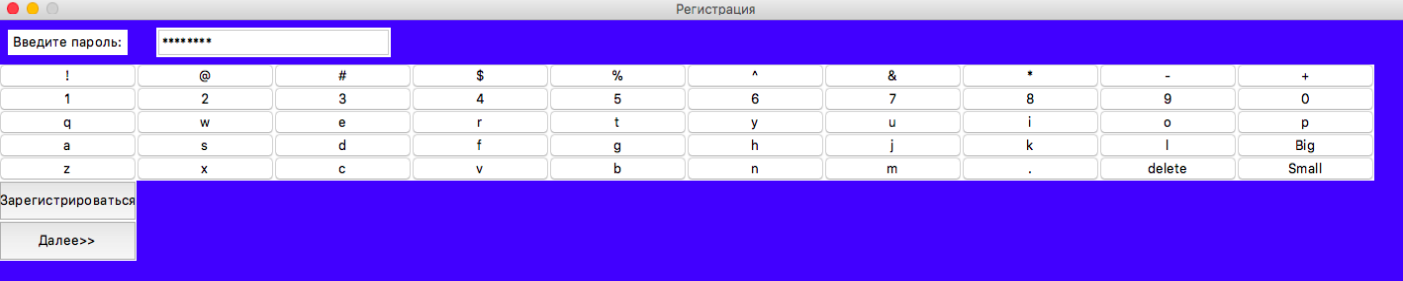 Регистрация
Введите пароль: ********
! @ # $ % ^ & * - +
1 2 3 4 5 6 7 8 9 0
q w e r t y u i o p
a s d f g h j k l Big
z x c v b n m . delete Small
Зарегистрироваться
Далее>>